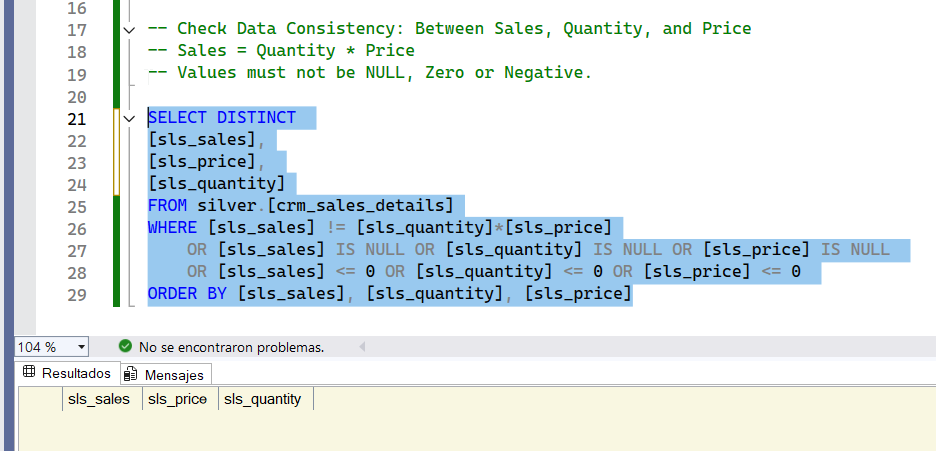 16
17 -- Check Data Consistency: Between Sales, Quantity, and Price
18 -- Sales = Quantity * Price
19 -- Values must not be NULL, Zero or Negative.
20
21 SELECT DISTINCT
22 [sls_sales],
23 [sls_price],
24 [sls_quantity]
25 FROM silver.[crm_sales_details]
26 WHERE [sls_sales] != [sls_quantity]*[sls_price]
27 OR [sls_sales] IS NULL OR [sls_quantity] IS NULL OR [sls_price] IS NULL
28 OR [sls_sales] <= 0 OR [sls_quantity] <= 0 OR [sls_price] <= 0
29 ORDER BY [sls_sales], [sls_quantity], [sls_price]
104 % No se encontraron problemas.
Resultados Mensajes
sls_sales sls_price sls_quantity